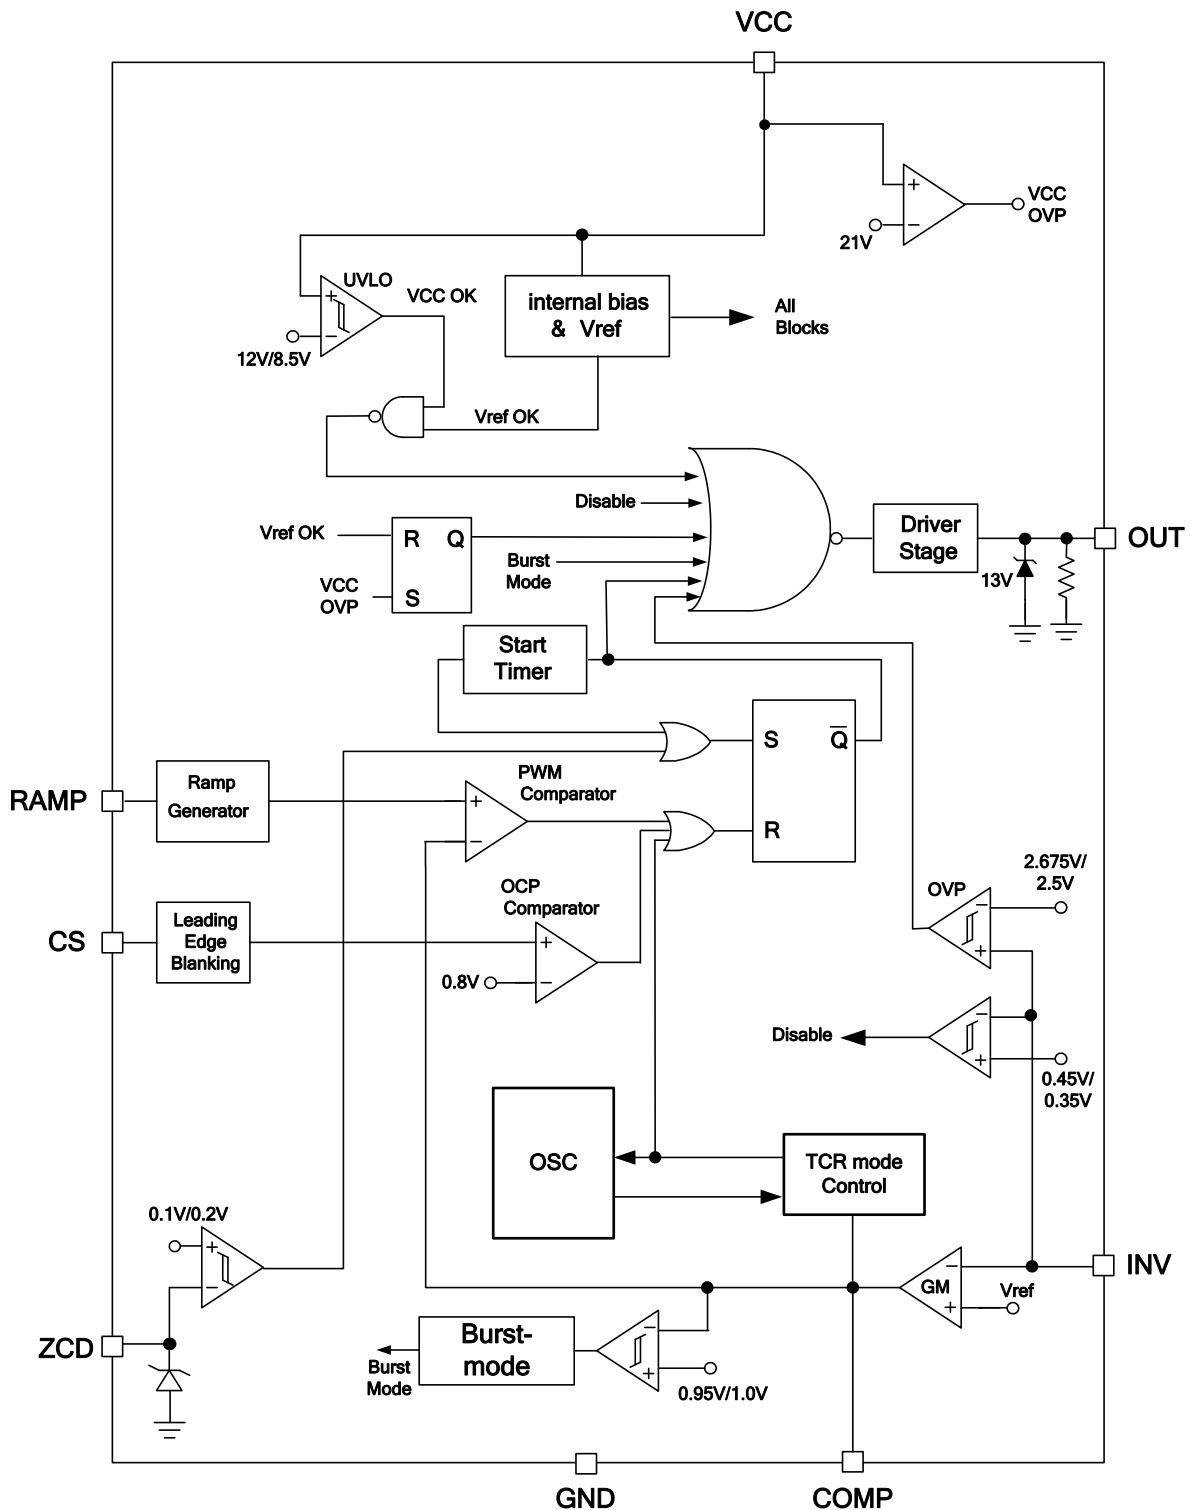 VCC
+
−
21V
VCC
OVP
UVLO
+
−
12V/8.5V
VCC OK
internal bias
& Vref
All
Blocks
Vref OK
Disable
Vref OK
R Q
VCC
OVP
S
Burst
Mode
Driver
Stage
OUT
13V
Start
Timer
S Q̅
R
RAMP
Ramp
Generator
PWM
Comparator
+
−
CS
Leading
Edge
Blanking
OCP
Comparator
+
−
0.8V
OVP
2.675V/
2.5V
−
+
Disable
−
+
0.45V/
0.35V
OSC
TCR mode
Control
0.1V/0.2V
+
−
ZCD
GM
−
+
Vref
INV
Burst
Mode
Burst-
mode
−
+
0.95V/1.0V
GND
COMP